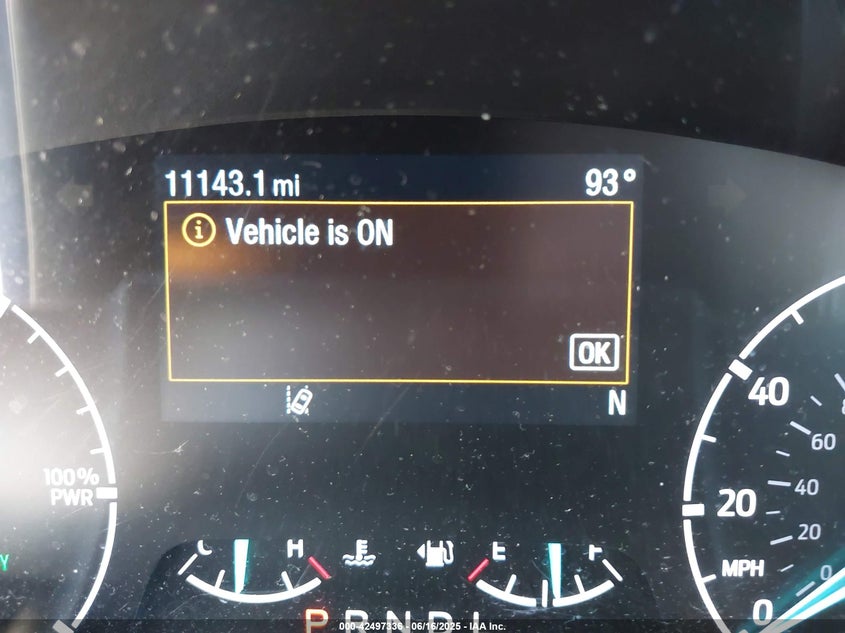 11143.1 mi 93°
i Vehicle is ON
OK
N
40
60
100%
PWR
40
20
20
C H E F
MPH
0
0
P R N D L
000-42497336 - 06/16/2025 - IAA Inc.